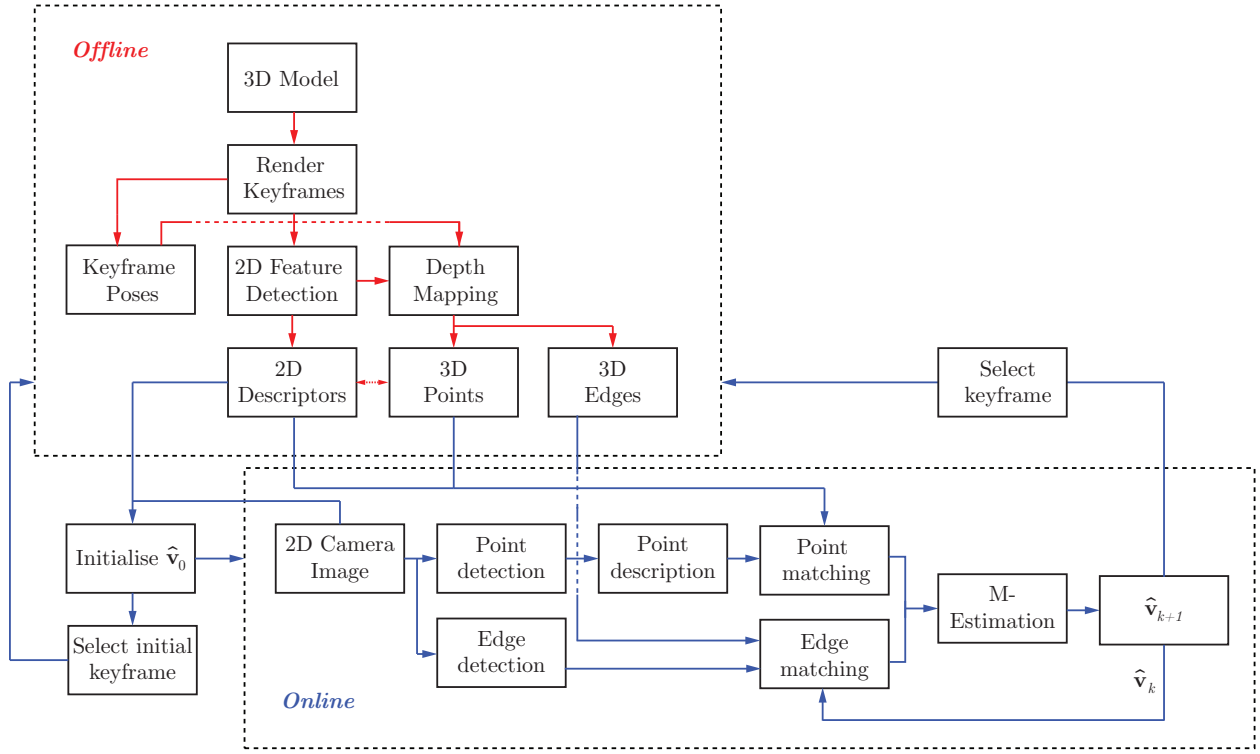 Offline
3D Model
Render
Keyframes
Keyframe
Poses
2D Feature
Detection
Depth
Mapping
2D
Descriptors
3D
Points
3D
Edges
Select
keyframe
Initialise v̂₀
2D Camera
Image
Point
detection
Point
description
Point
matching
M-
Estimation
v̂ₖ₊₁
Select initial
keyframe
Edge
detection
Edge
matching
v̂ₖ
Online